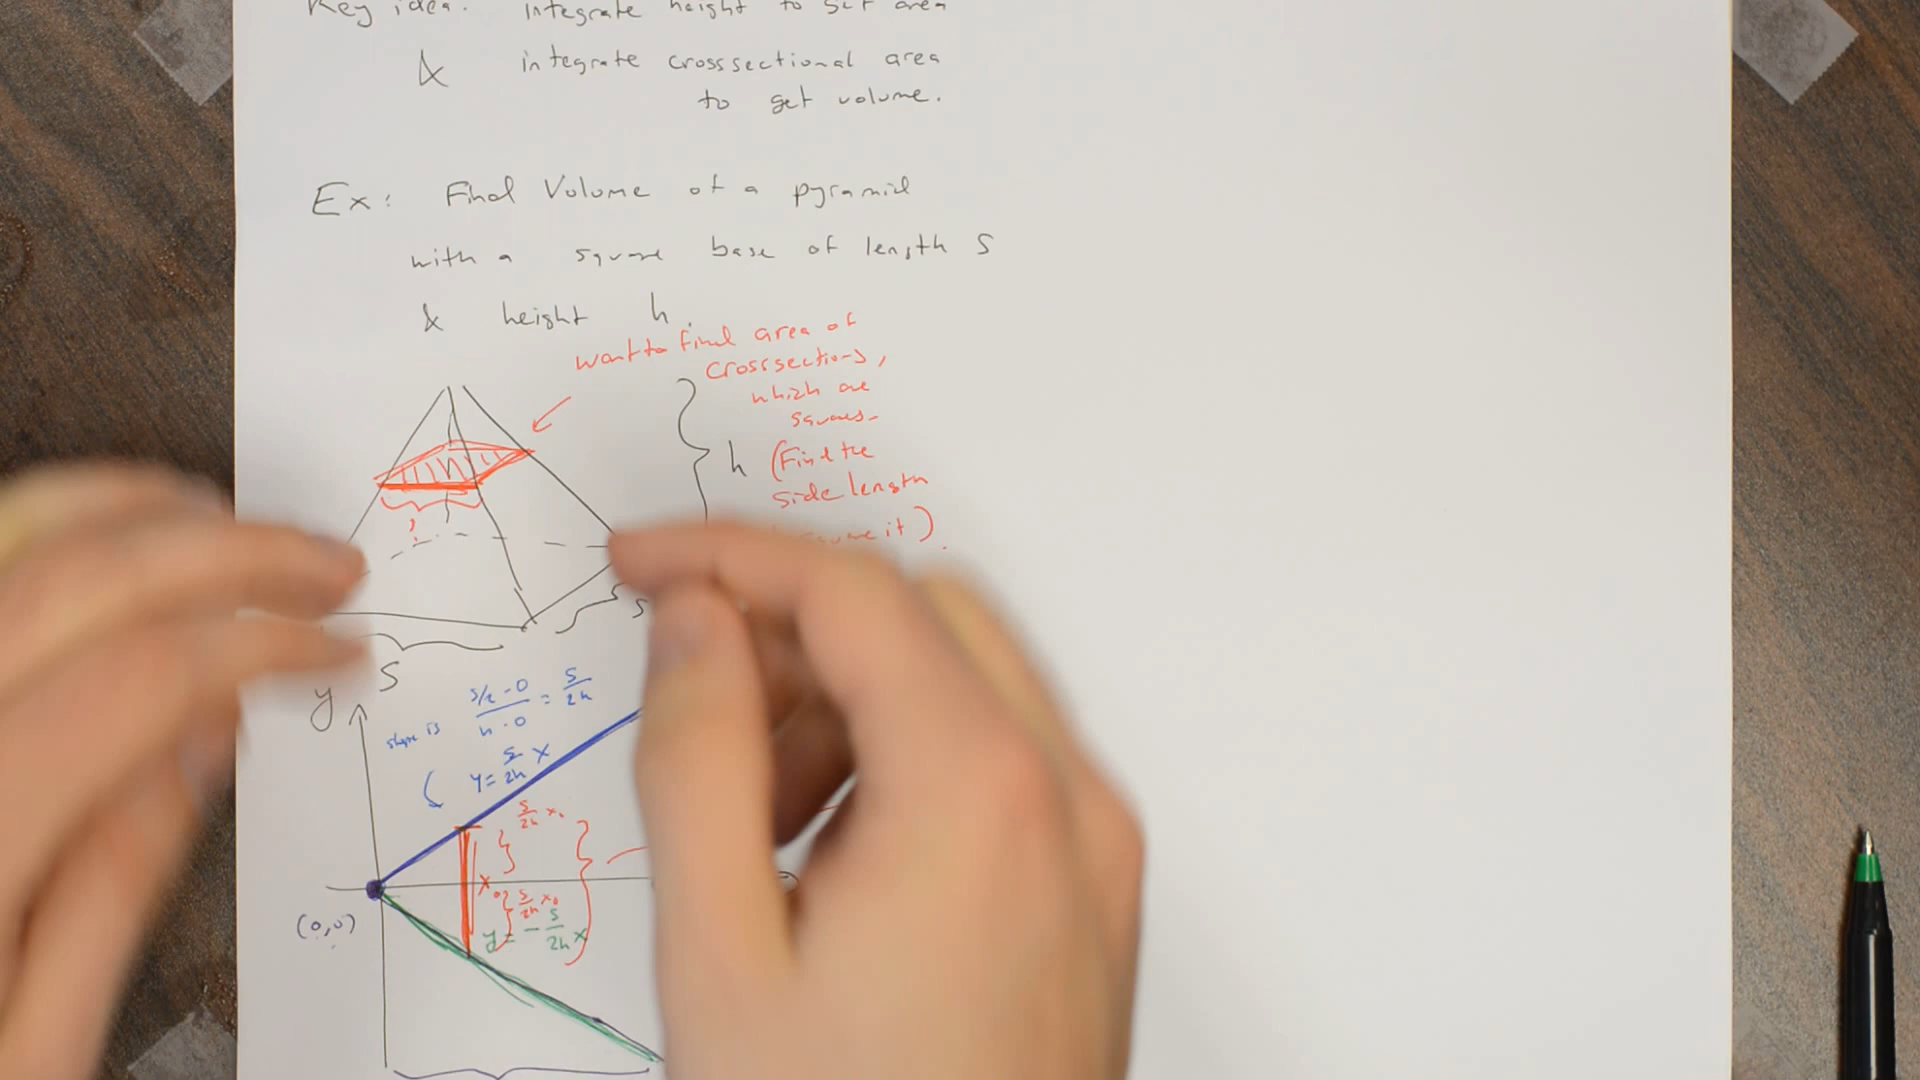 Key idea: integrate height to get area
& integrate crosssectional area
to get volume.
Ex: Find Volume of a pyramid
with a square base of length S
& height h.
want to find area of
crosssections,
which are
squares.
h
(Find the
side length
square it).
?
s
S
y
slope is (s/2 - 0)/(h - 0) = s/2h
y = s/2h x
s/2h x₀
x₀
s/2h x₀
(0,0)
y = - s/2h x